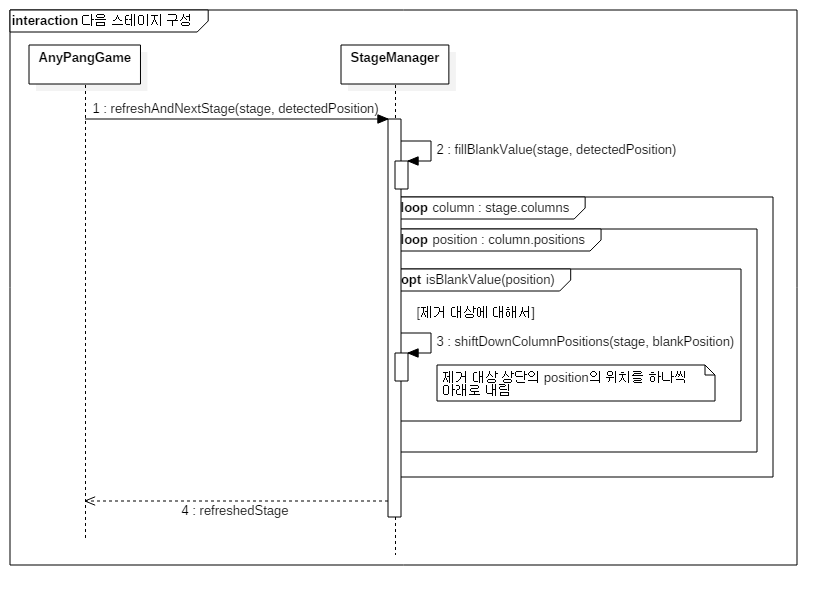 interaction 다음 스테이지 구성
AnyPangGame
StageManager
1 : refreshAndNextStage(stage, detectedPosition)
2 : fillBlankValue(stage, detectedPosition)
loop column : stage.columns
loop position : column.positions
opt isBlankValue(position)
[제거 대상에 대해서]
3 : shiftDownColumnPositions(stage, blankPosition)
제거 대상 상단의 position의 위치를 하나씩
아래로 내림
4 : refreshedStage